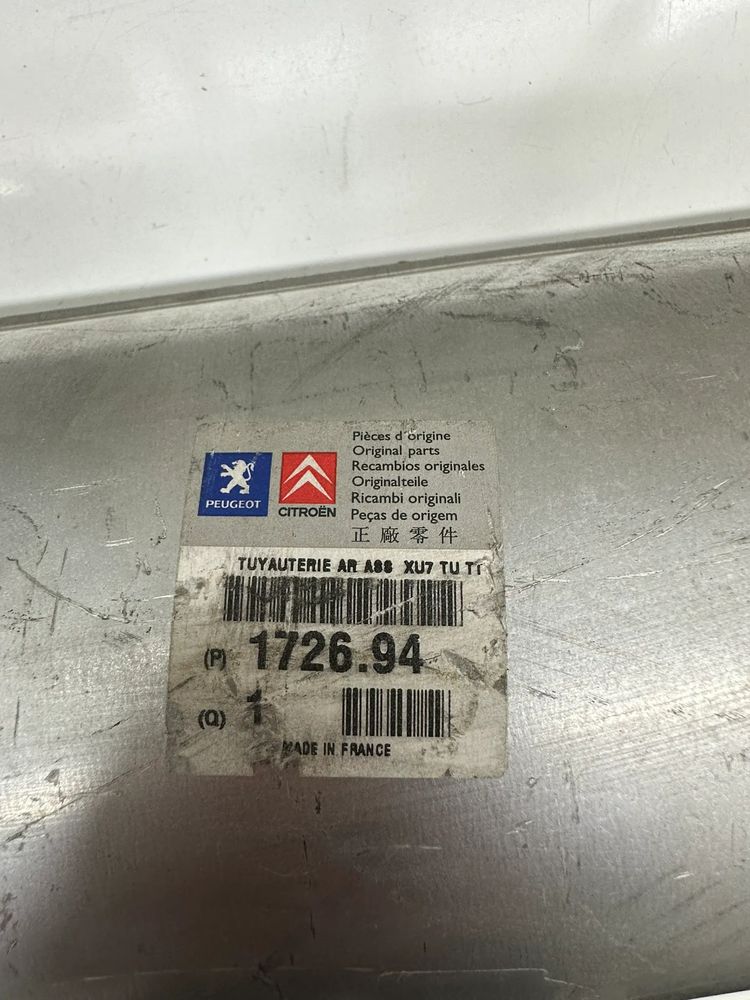 PEUGEOT
CITROËN
Pièces d'origine
Original parts
Recambios originales
Originalteile
Ricambi originali
Peças de origem
正廠零件
TUYAUTERIE AR ASS XU7 TU TI
(P) 1726.94
(Q) 1
MADE IN FRANCE